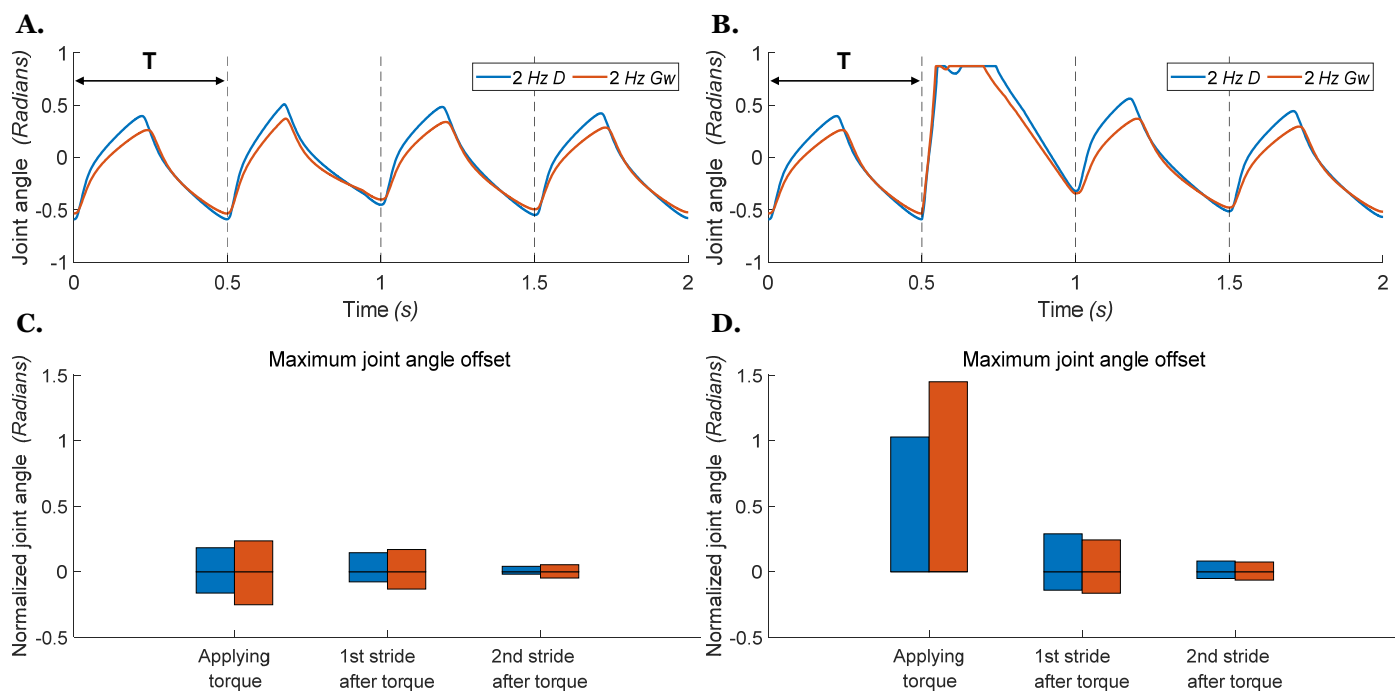 A.
Joint angle (Radians)
1
0.5
0
-0.5
-1
T
2 Hz D 2 Hz Gw
0 0.5 1 1.5 2
Time (s)
B.
Joint angle (Radians)
1
0.5
0
-0.5
-1
T
2 Hz D 2 Hz Gw
0 0.5 1 1.5 2
Time (s)
C.
Maximum joint angle offset
Normalized joint angle (Radians)
1.5
1
0.5
0
-0.5
Applying
torque
1st stride
after torque
2nd stride
after torque
D.
Maximum joint angle offset
Normalized joint angle (Radians)
1.5
1
0.5
0
-0.5
Applying
torque
1st stride
after torque
2nd stride
after torque